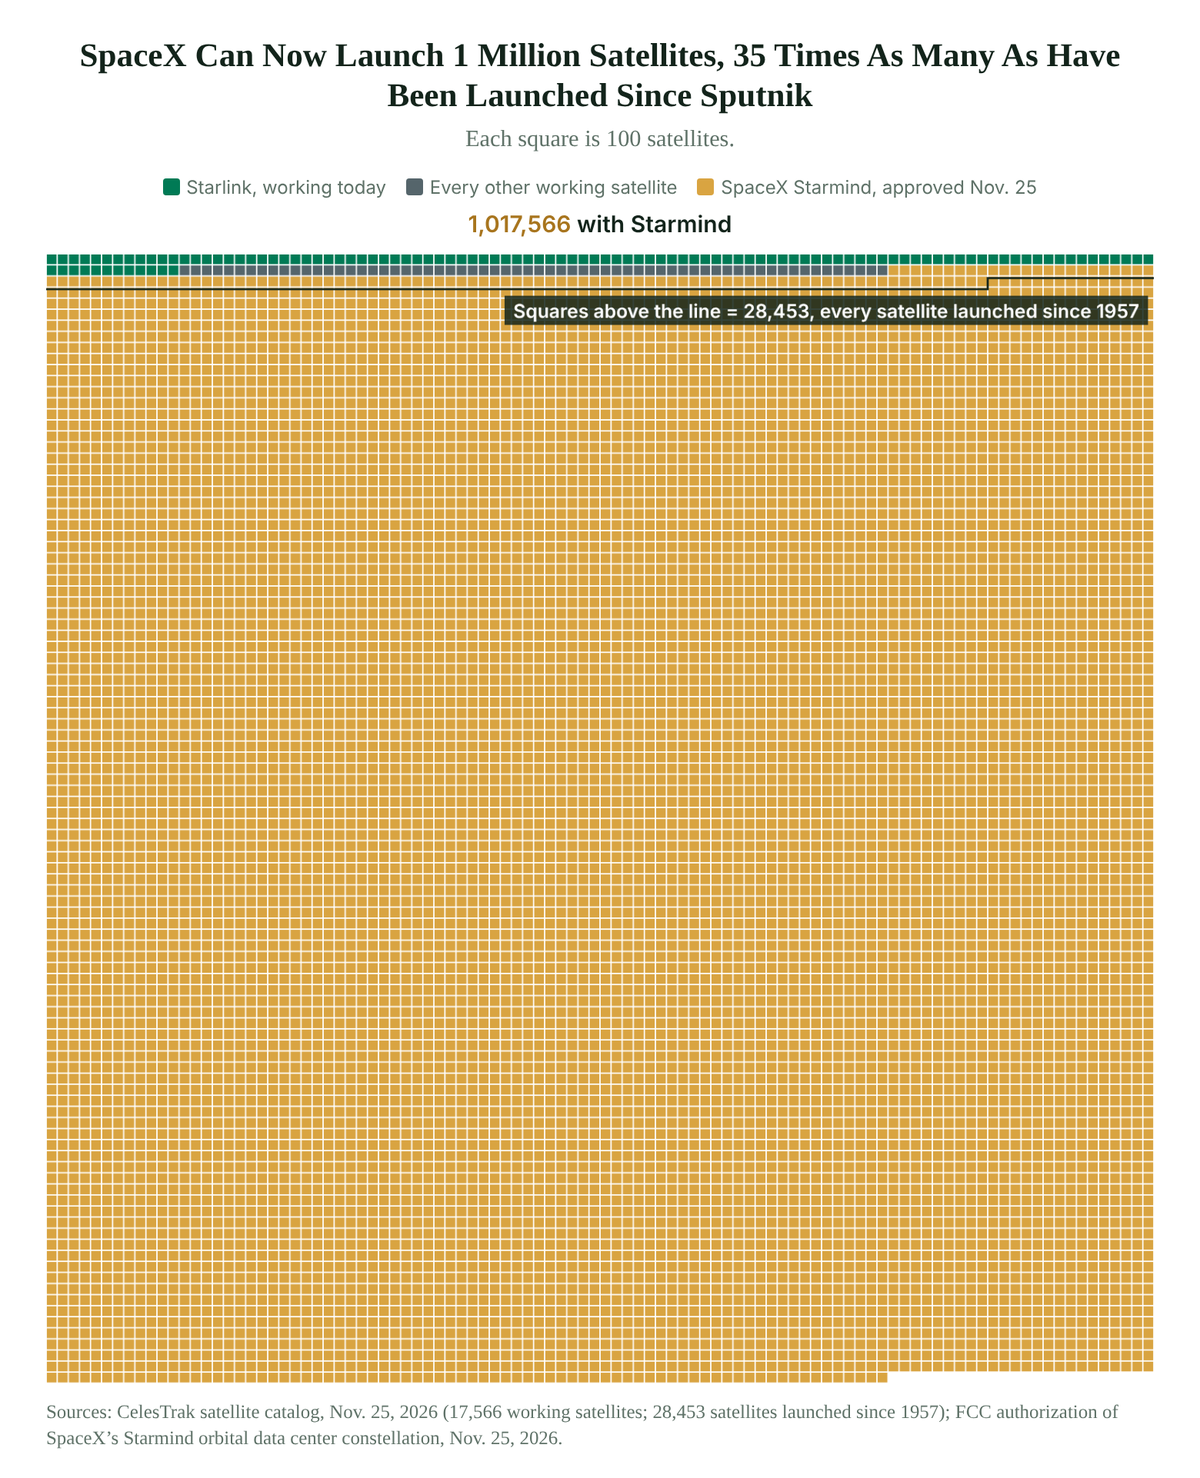 SpaceX Can Now Launch 1 Million Satellites, 35 Times As Many As Have
Been Launched Since Sputnik
Each square is 100 satellites.
Starlink, working today
Every other working satellite
SpaceX Starmind, approved Nov. 25
1,017,566 with Starmind
Squares above the line = 28,453, every satellite launched since 1957
Sources: CelesTrak satellite catalog, Nov. 25, 2026 (17,566 working satellites; 28,453 satellites launched since 1957); FCC authorization of
SpaceX’s Starmind orbital data center constellation, Nov. 25, 2026.